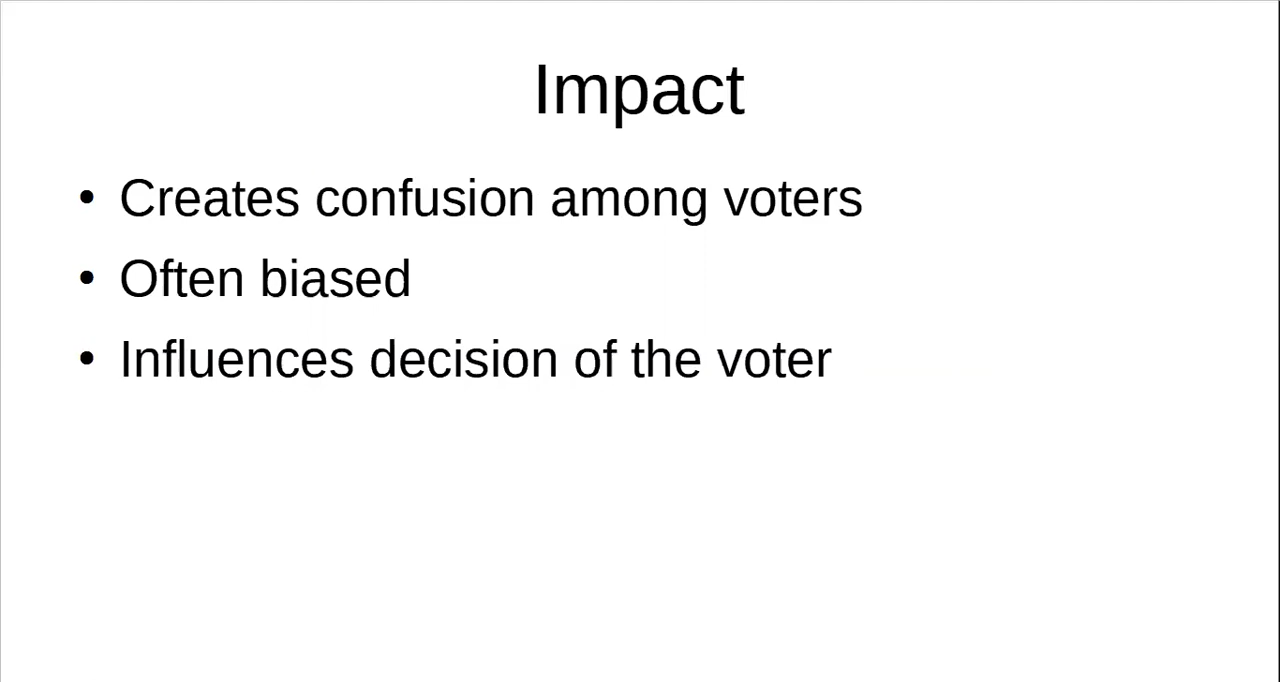 Impact
• Creates confusion among voters
• Often biased
• Influences decision of the voter